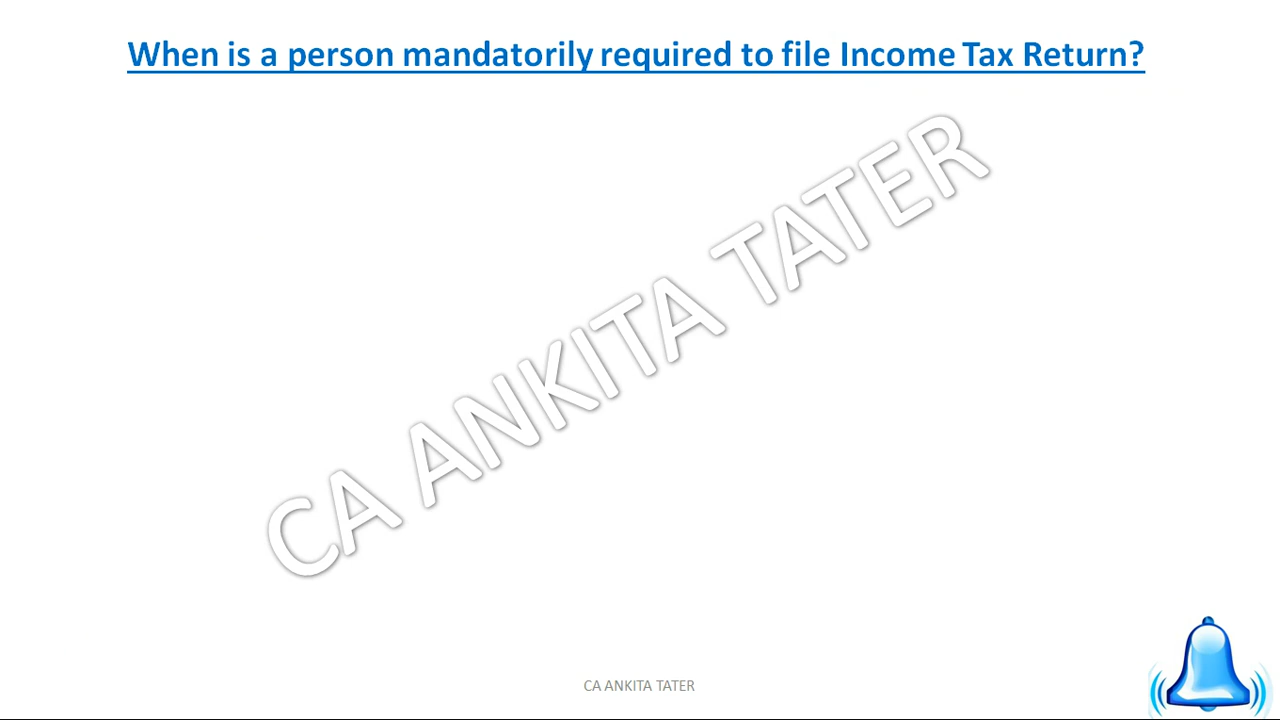 When is a person mandatorily required to file Income Tax Return?
CA ANKITA TATER
CA ANKITA TATER